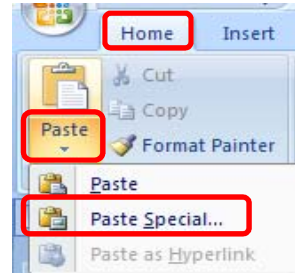 Home Insert
Cut
Copy
Paste
Format Painter
Paste
Paste Special...
Paste as Hyperlink